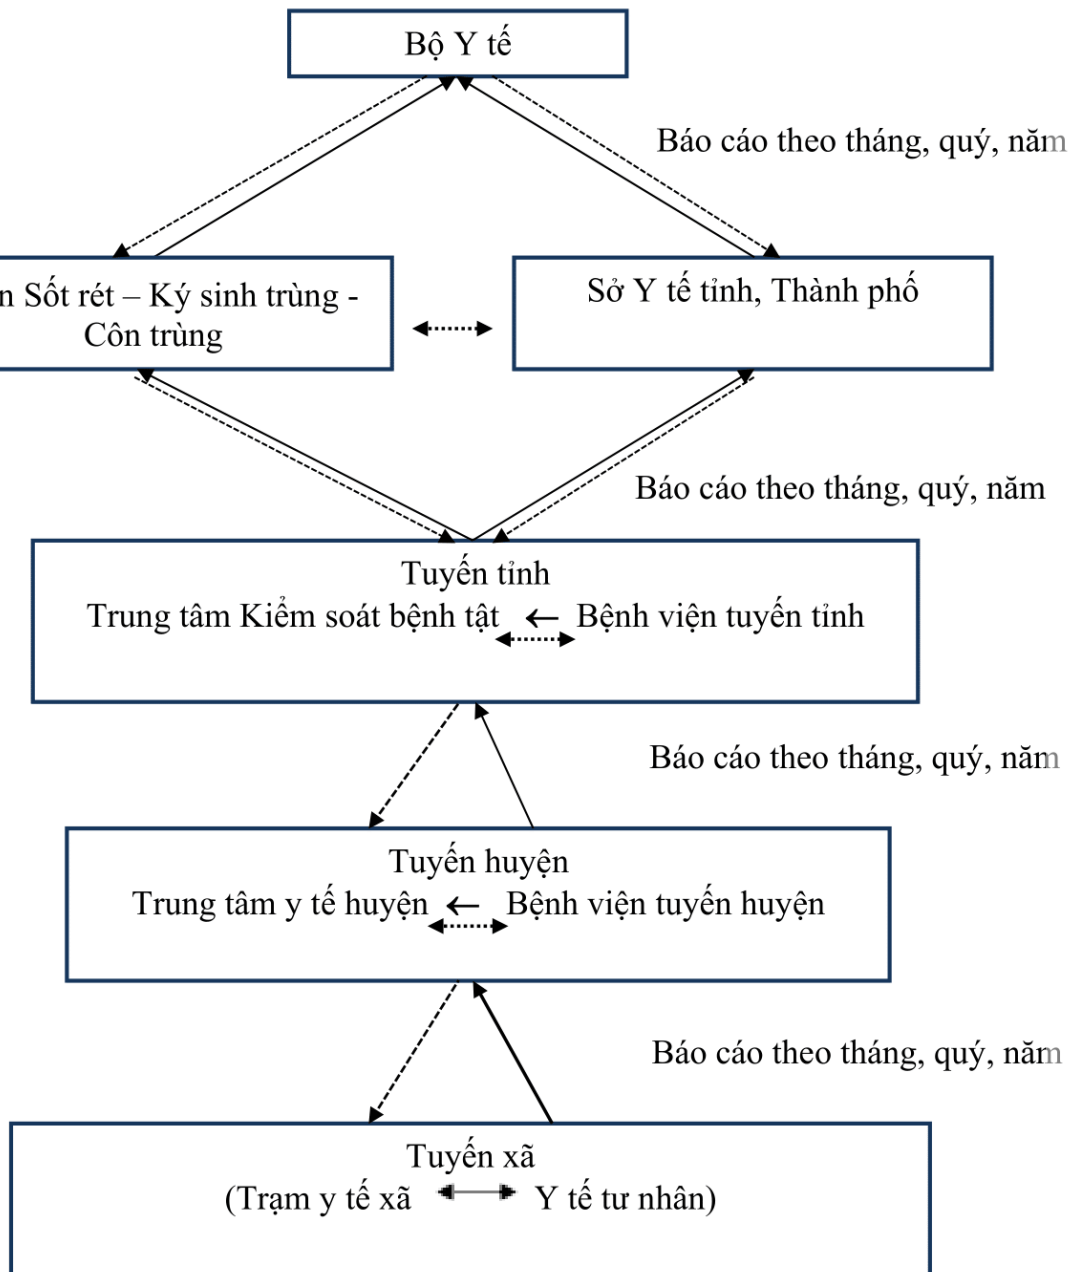 Bộ Y tế
Báo cáo theo tháng, quý, năm
Sốt rét – Ký sinh trùng -
Côn trùng
Sở Y tế tỉnh, Thành phố
Báo cáo theo tháng, quý, năm
Tuyến tỉnh
Trung tâm Kiểm soát bệnh tật ← Bệnh viện tuyến tỉnh
Báo cáo theo tháng, quý, năm
Tuyến huyện
Trung tâm y tế huyện ← Bệnh viện tuyến huyện
Báo cáo theo tháng, quý, năm
Tuyến xã
(Trạm y tế xã Y tế tư nhân)